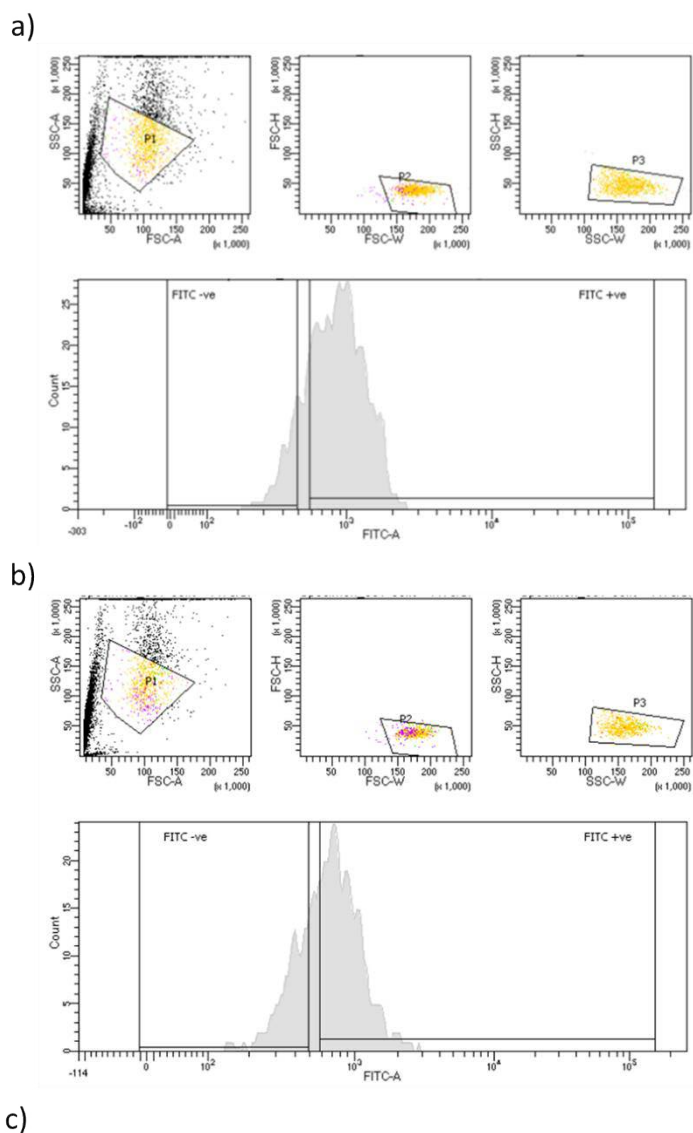 a)
(x 1,000)
SSC-A
50 100 150 200 250
P1
50 100 150 200 250
FSC-A
(x 1,000)
(x 1,000)
FSC-H
50 100 150 200 250
P2
50 100 150 200 250
FSC-W
(x 1,000)
(x 1,000)
SSC-H
50 100 150 200 250
P3
50 100 150 200 250
SSC-W
(x 1,000)
FITC -ve
FITC +ve
Count
0 5 10 15 20 25
-303 -10² 0 10² 10³ 10⁴ 10⁵
FITC-A
b)
(x 1,000)
SSC-A
50 100 150 200 250
P1
50 100 150 200 250
FSC-A
(x 1,000)
(x 1,000)
FSC-H
50 100 150 200 250
P2
50 100 150 200 250
FSC-W
(x 1,000)
(x 1,000)
SSC-H
50 100 150 200 250
P3
50 100 150 200 250
SSC-W
(x 1,000)
FITC -ve
FITC +ve
Count
0 5 10 15 20
-114 0 10² 10³ 10⁴ 10⁵
FITC-A
c)